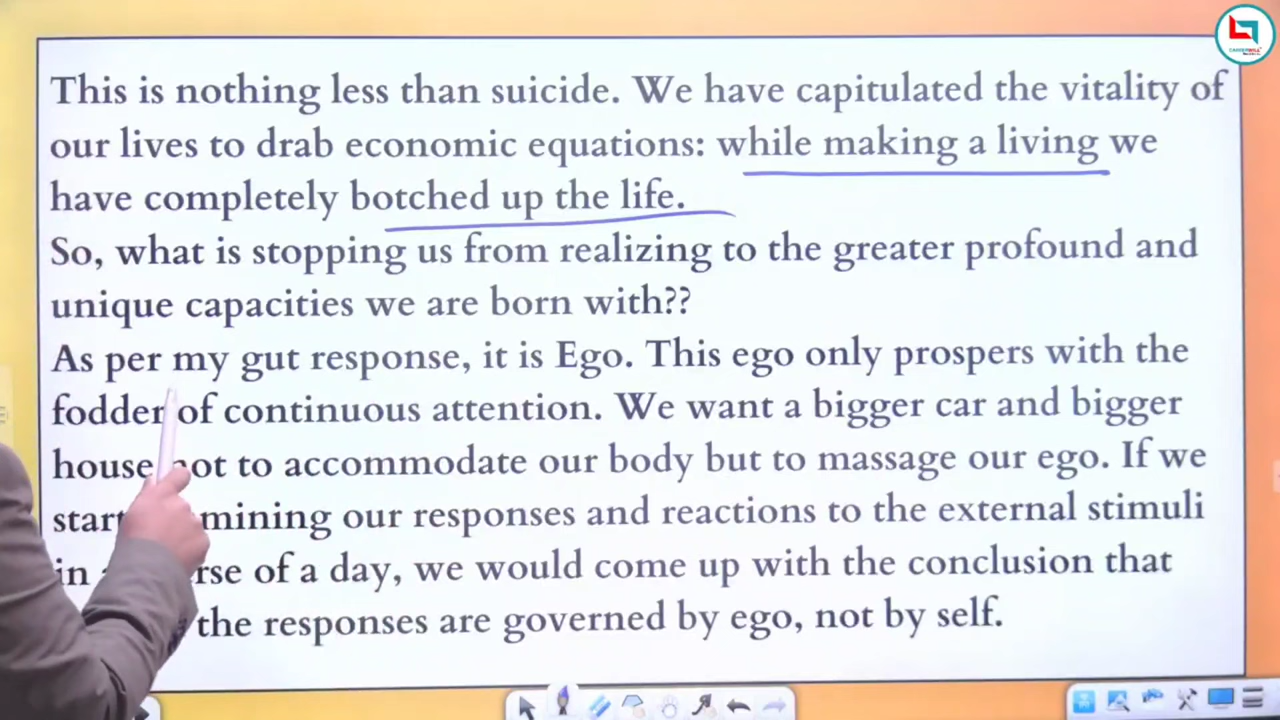 This is nothing less than suicide. We have capitulated the vitality of
our lives to drab economic equations: while making a living we
have completely botched up the life.
So, what is stopping us from realizing to the greater profound and
unique capacities we are born with??
As per my gut response, it is Ego. This ego only prospers with the
fodder of continuous attention. We want a bigger car and bigger
house not to accommodate our body but to massage our ego. If we
start mining our responses and reactions to the external stimuli
in rse of a day, we would come up with the conclusion that
the responses are governed by ego, not by self.
CAREERWILL